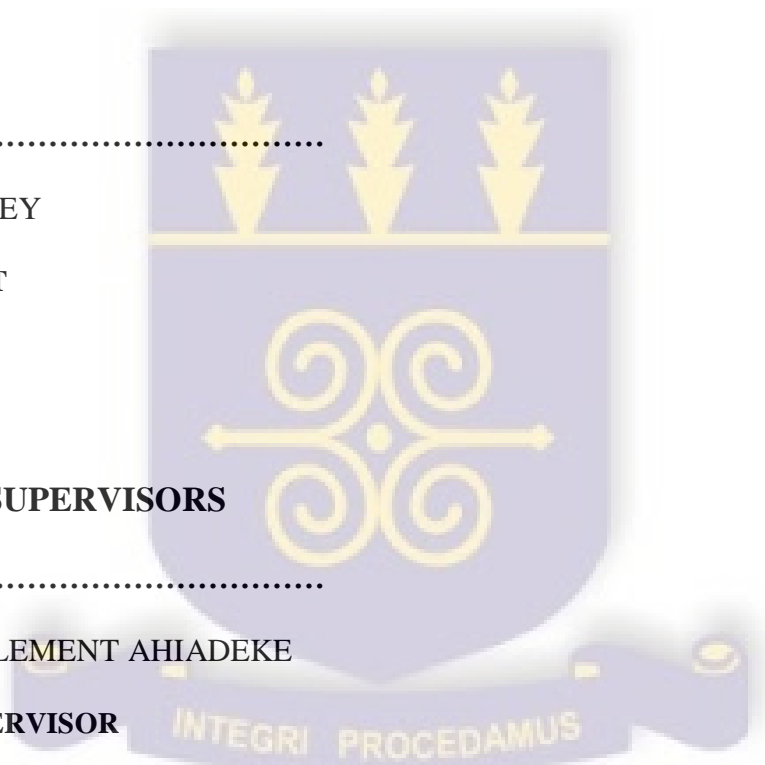 ..............................
EY
T
SUPERVISORS
..............................
LEMENT AHIADEKE
ERVISOR
INTEGRI PROCEDAMUS